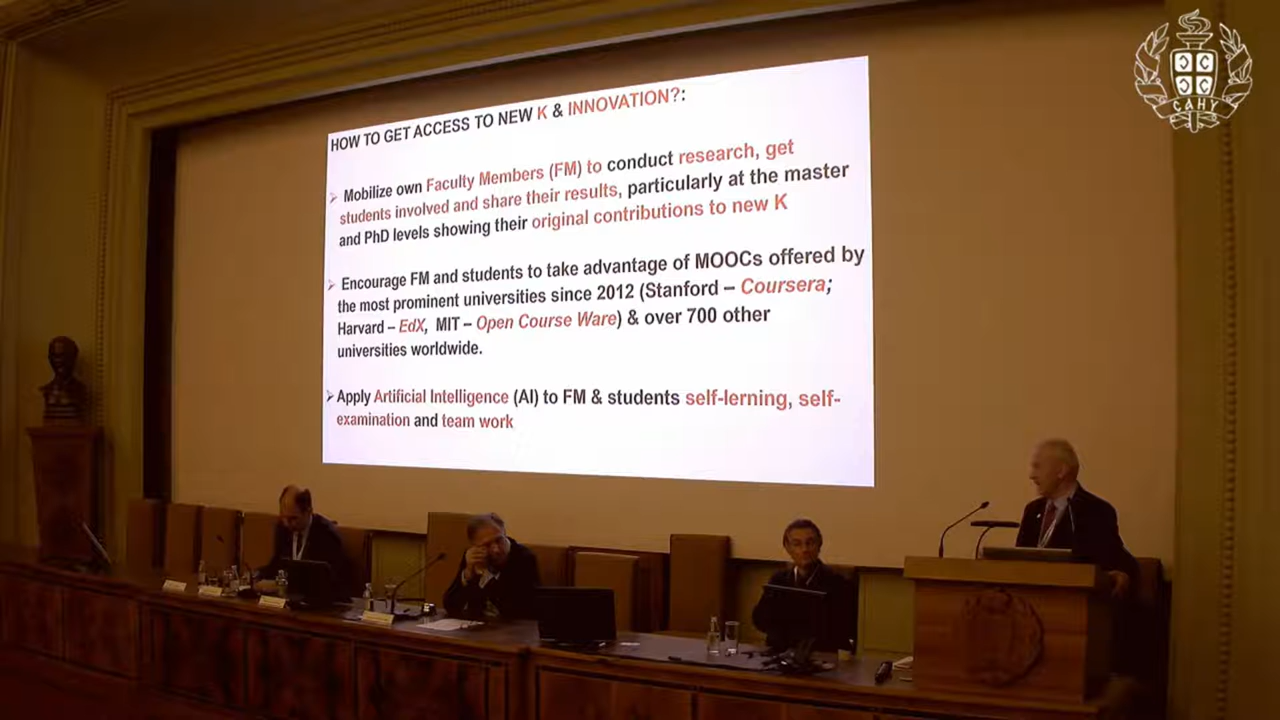 HOW TO GET ACCESS TO NEW K & INNOVATION?:
Mobilize own Faculty Members (FM) to conduct research, get
students involved and share their results, particularly at the master
and PhD levels showing their original contributions to new K
Encourage FM and students to take advantage of MOOCs offered by
the most prominent universities since 2012 (Stanford – Coursera;
Harvard – EdX, MIT – Open Course Ware) & over 700 other
universities worldwide.
Apply Artificial Intelligence (AI) to FM & students self-lerning, self-
examination and team work
САНУ